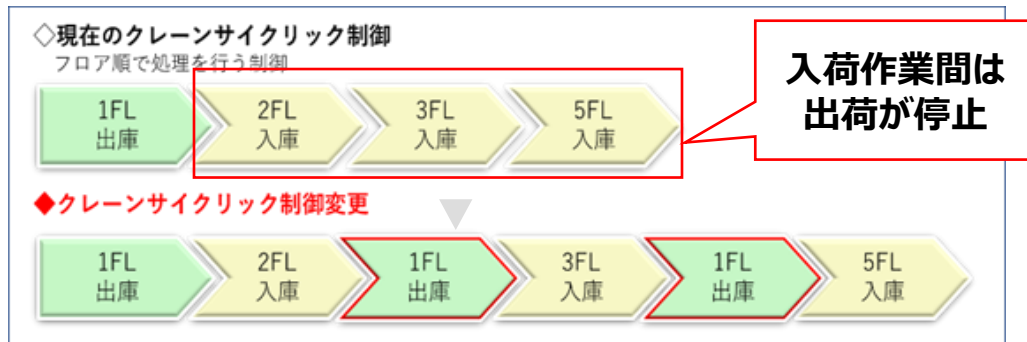 ◇現在のクレーンサイクリック制御
フロア順で処理を行う制御
入荷作業間は
出荷が停止
1FL
出庫
2FL
入庫
3FL
入庫
5FL
入庫
◆クレーンサイクリック制御変更
1FL
出庫
2FL
入庫
1FL
出庫
3FL
入庫
1FL
出庫
5FL
入庫